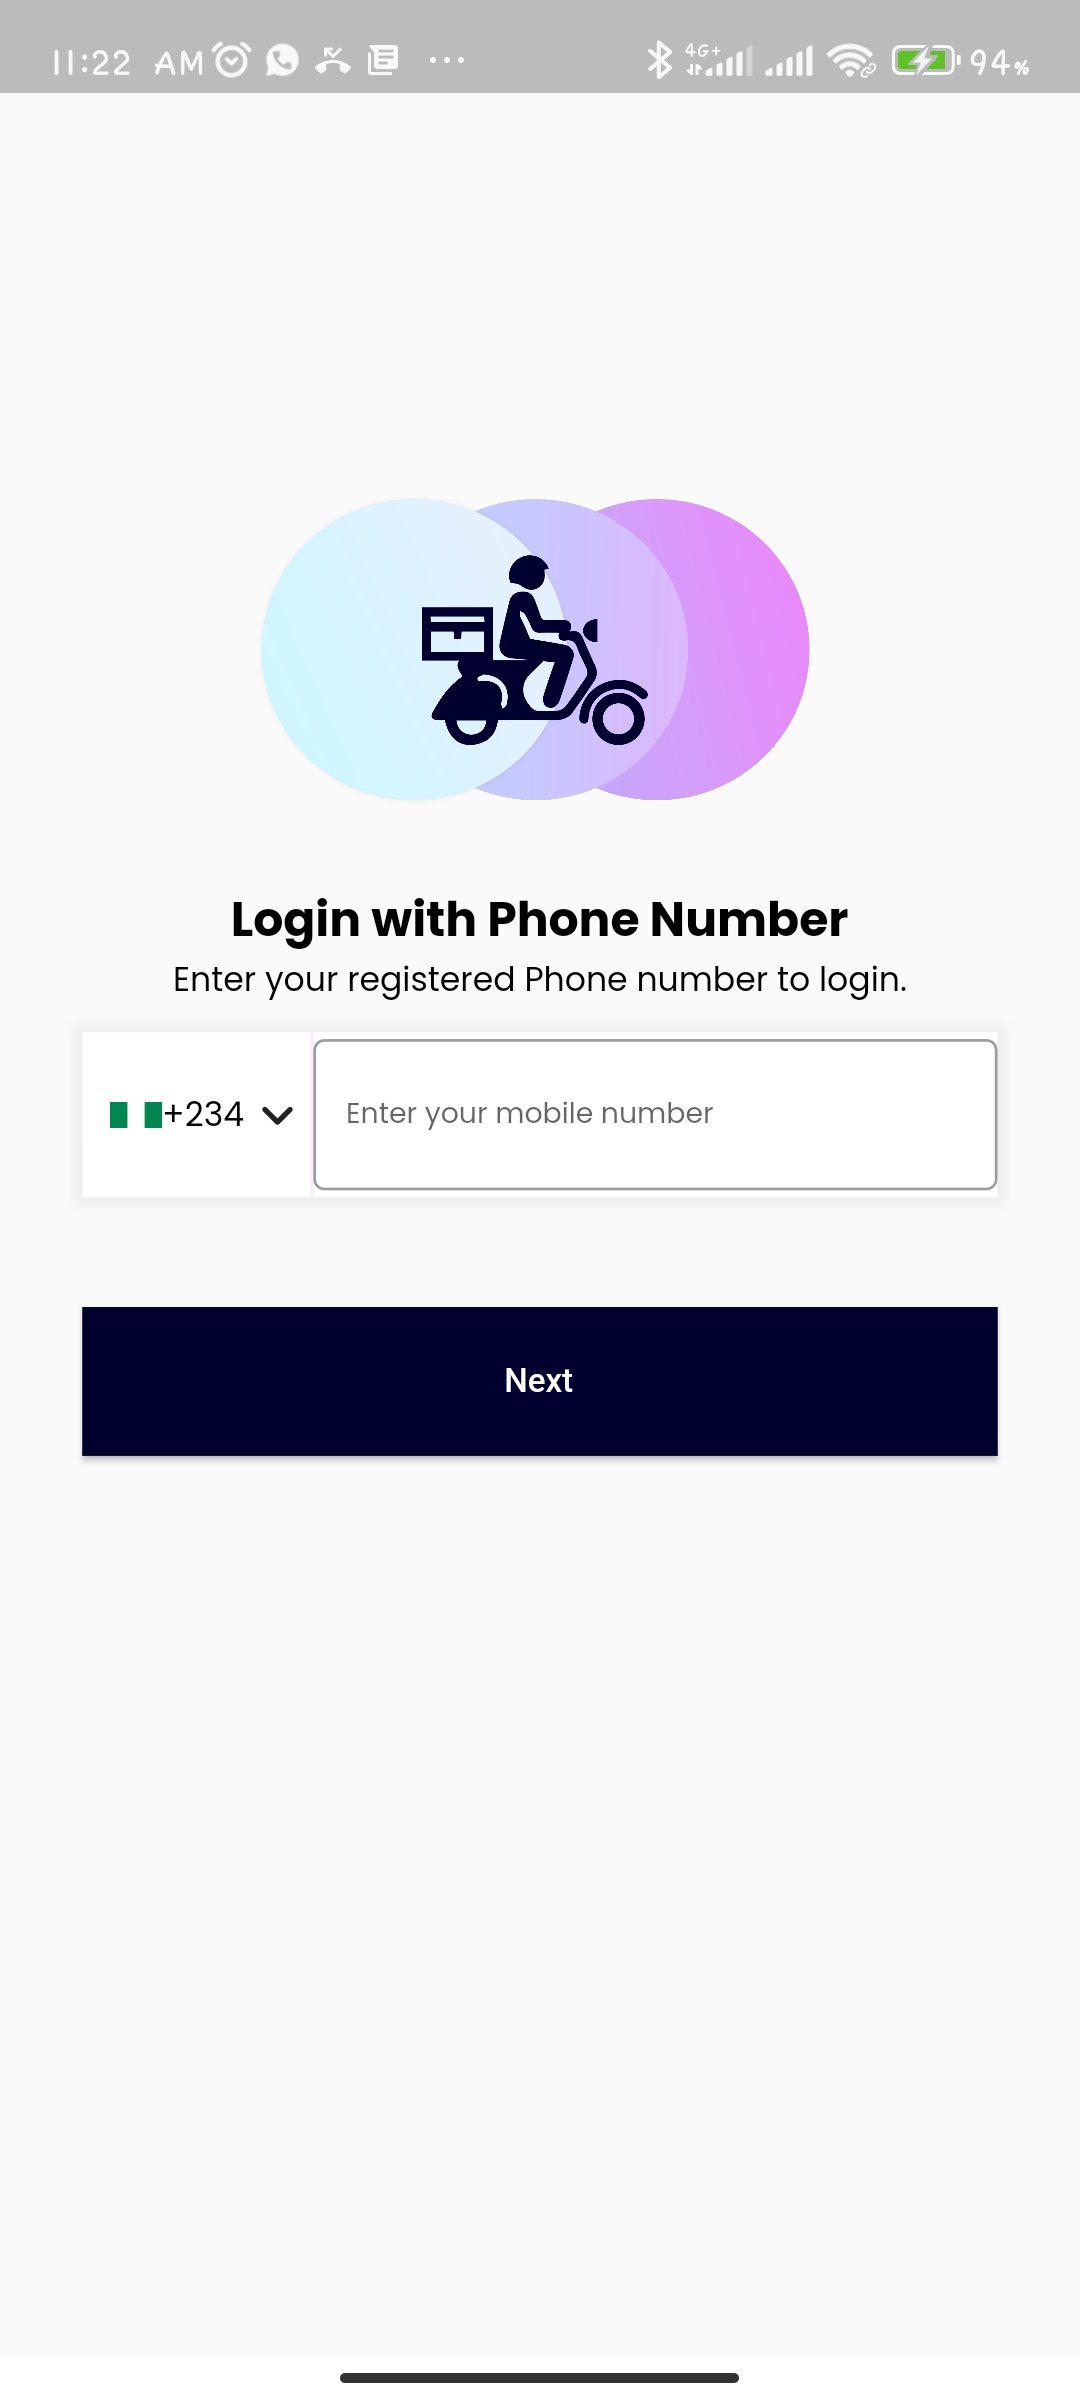 11:22 AM 4G+ 94%
Login with Phone Number
Enter your registered Phone number to login.
+234 Enter your mobile number
Next